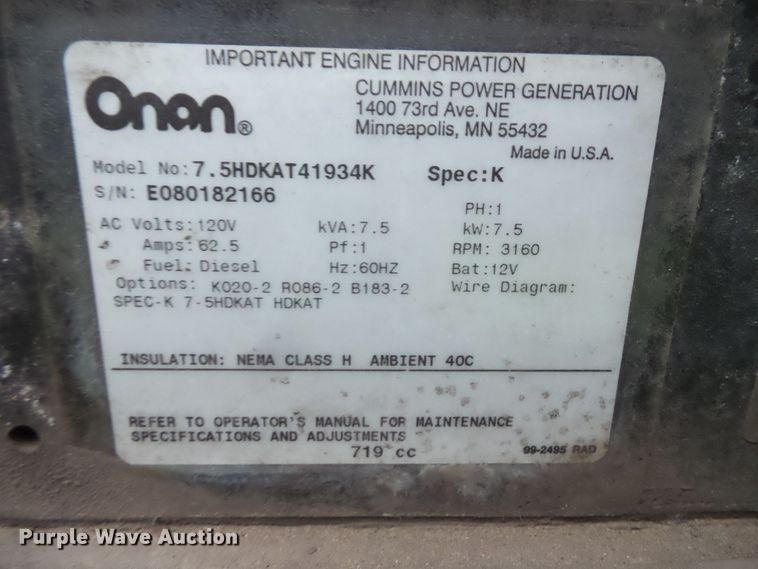 IMPORTANT ENGINE INFORMATION
Onan®
CUMMINS POWER GENERATION
1400 73rd Ave. NE
Minneapolis, MN 55432
Made in U.S.A.
Model No:7.5HDKAT41934K Spec:K
S/N: E080182166
PH:1
AC Volts:120V kVA:7.5 kW:7.5
Amps:62.5 Pf:1 RPM: 3160
Fuel: Diesel Hz:60HZ Bat:12V
Options: K020-2 R086-2 B183-2 Wire Diagram:
SPEC-K 7-5HDKAT HDKAT
INSULATION: NEMA CLASS H AMBIENT 40C
REFER TO OPERATOR'S MANUAL FOR MAINTENANCE
SPECIFICATIONS AND ADJUSTMENTS
719 cc
99-2495 RAD
Purple Wave Auction